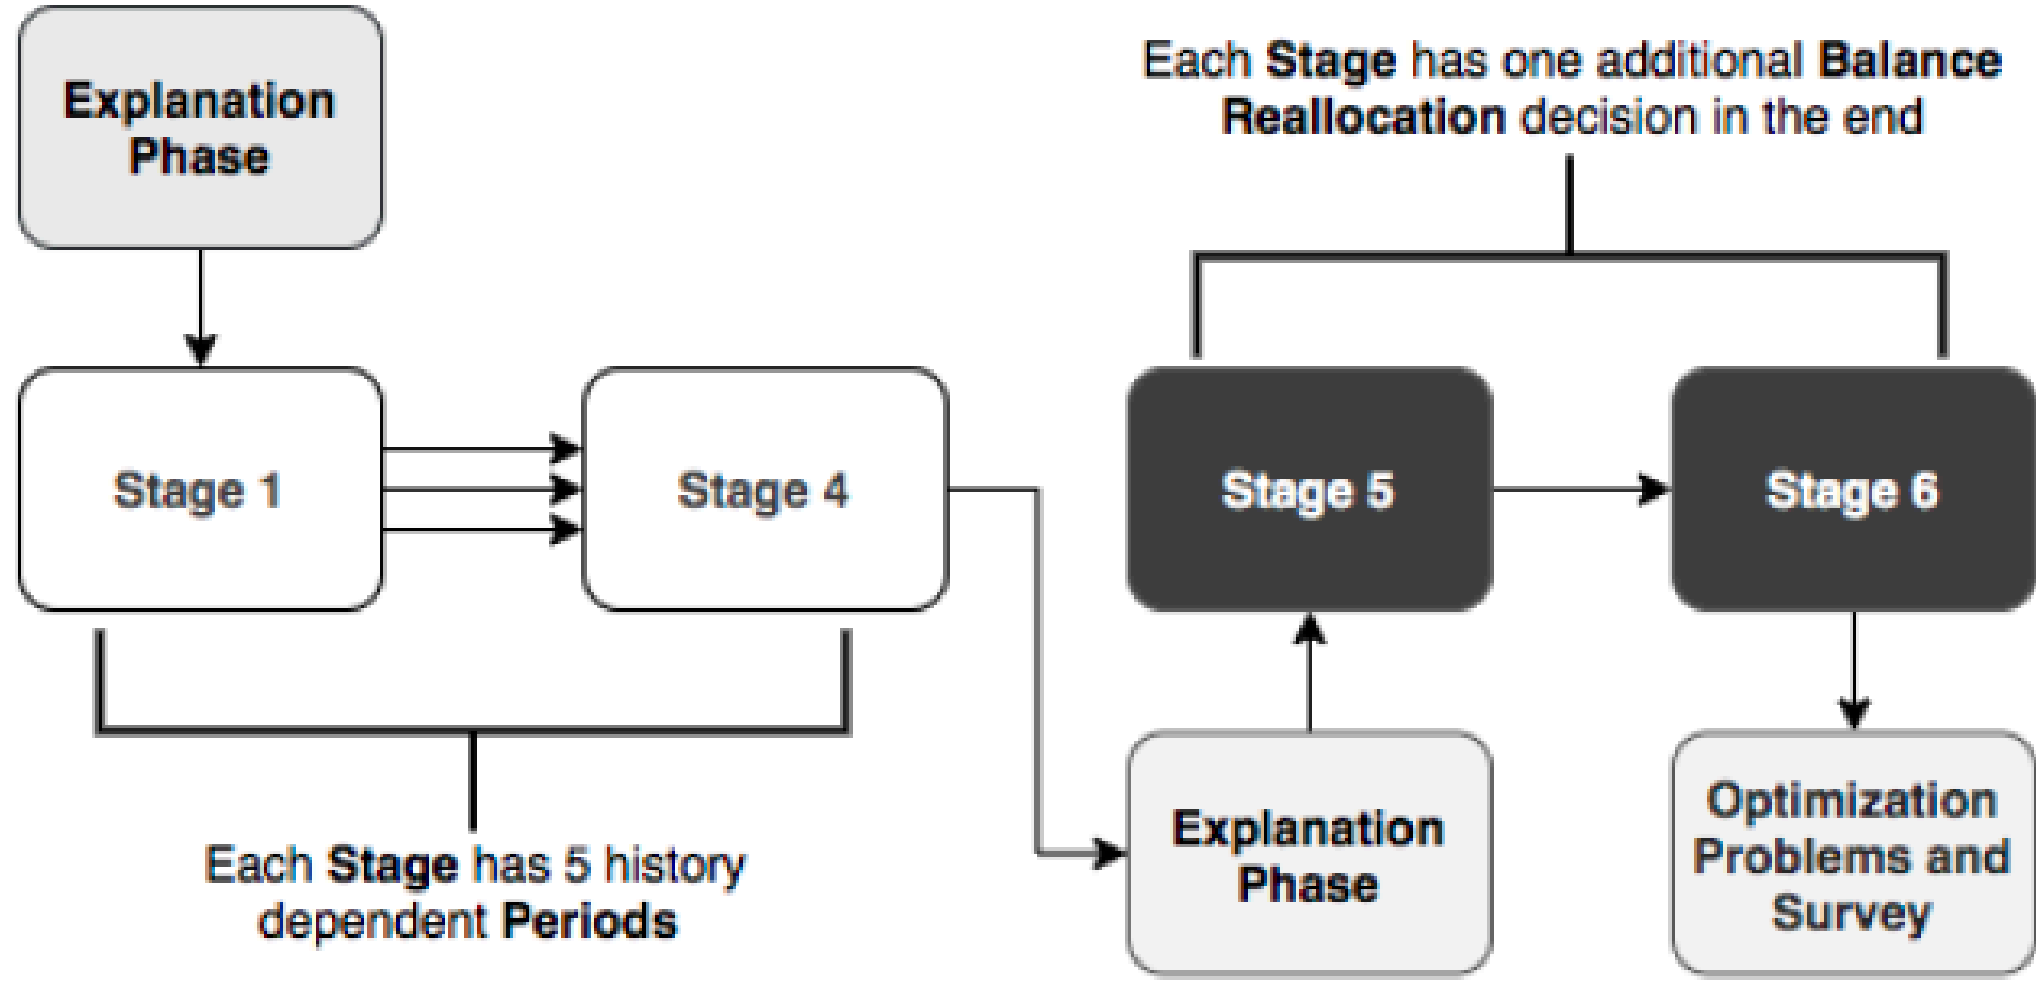 Explanation
Phase
Each Stage has one additional Balance
Reallocation decision in the end
Stage 1
Stage 4
Stage 5
Stage 6
Each Stage has 5 history
dependent Periods
Explanation
Phase
Optimization
Problems and
Survey